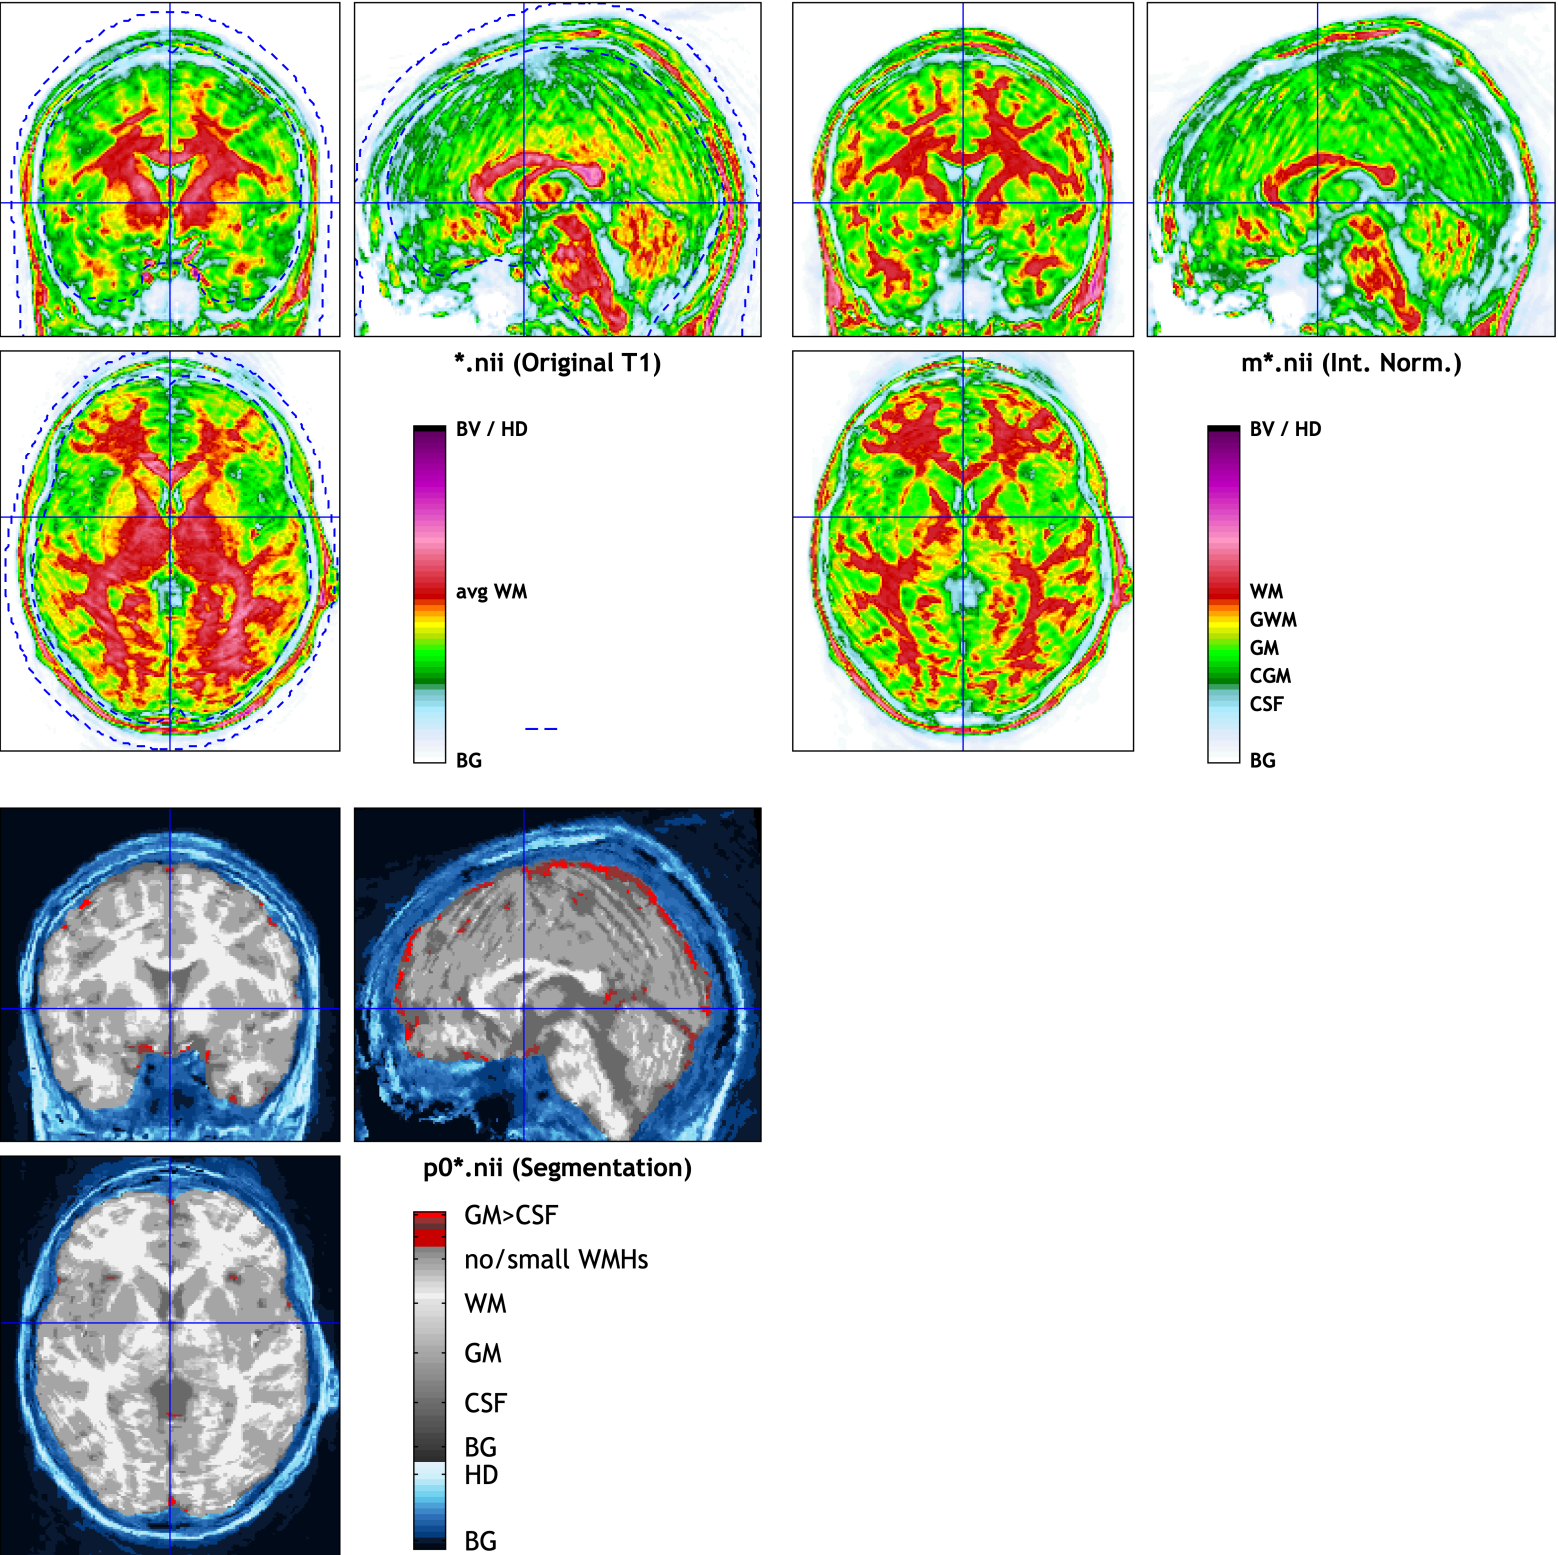 *.nii (Original T1)
BV / HD
avg WM
BG
m*.nii (Int. Norm.)
BV / HD
WM
GWM
GM
CGM
CSF
BG
p0*.nii (Segmentation)
GM>CSF
no/small WMHs
WM
GM
CSF
BG
HD
BG